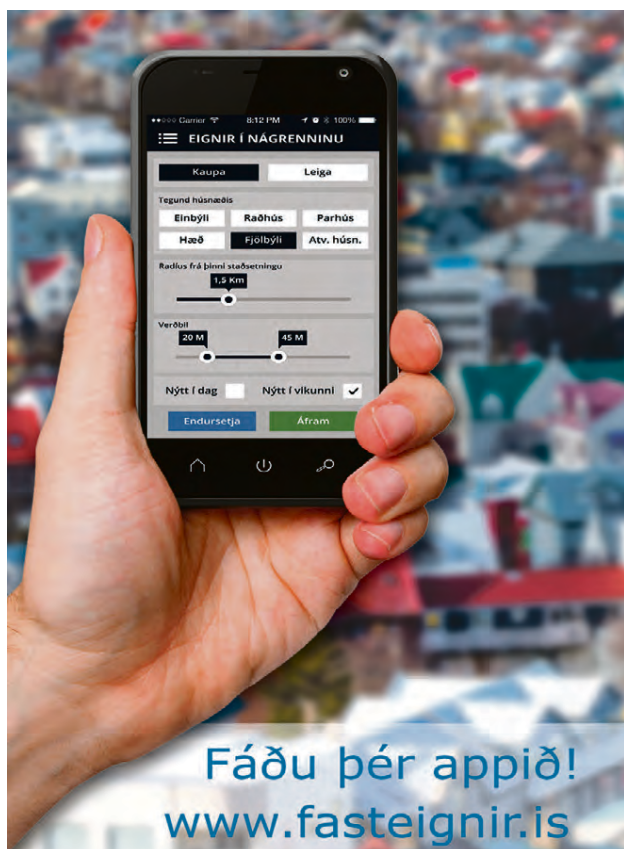 Carrier 8:12 PM 100%
EIGNIR Í NÁGRENNINU
Kaupa Leiga
Tegund húsnæðis
Einbýli Raðhús Parhús
Hæð Fjölbýli Atv. húsn.
Radíus frá þinni staðsetningu
1,5 Km
Verðbil
20 M 45 M
Nýtt í dag Nýtt í vikunni
Endursetja Áfram
Fáðu þér appið!
www.fasteignir.is